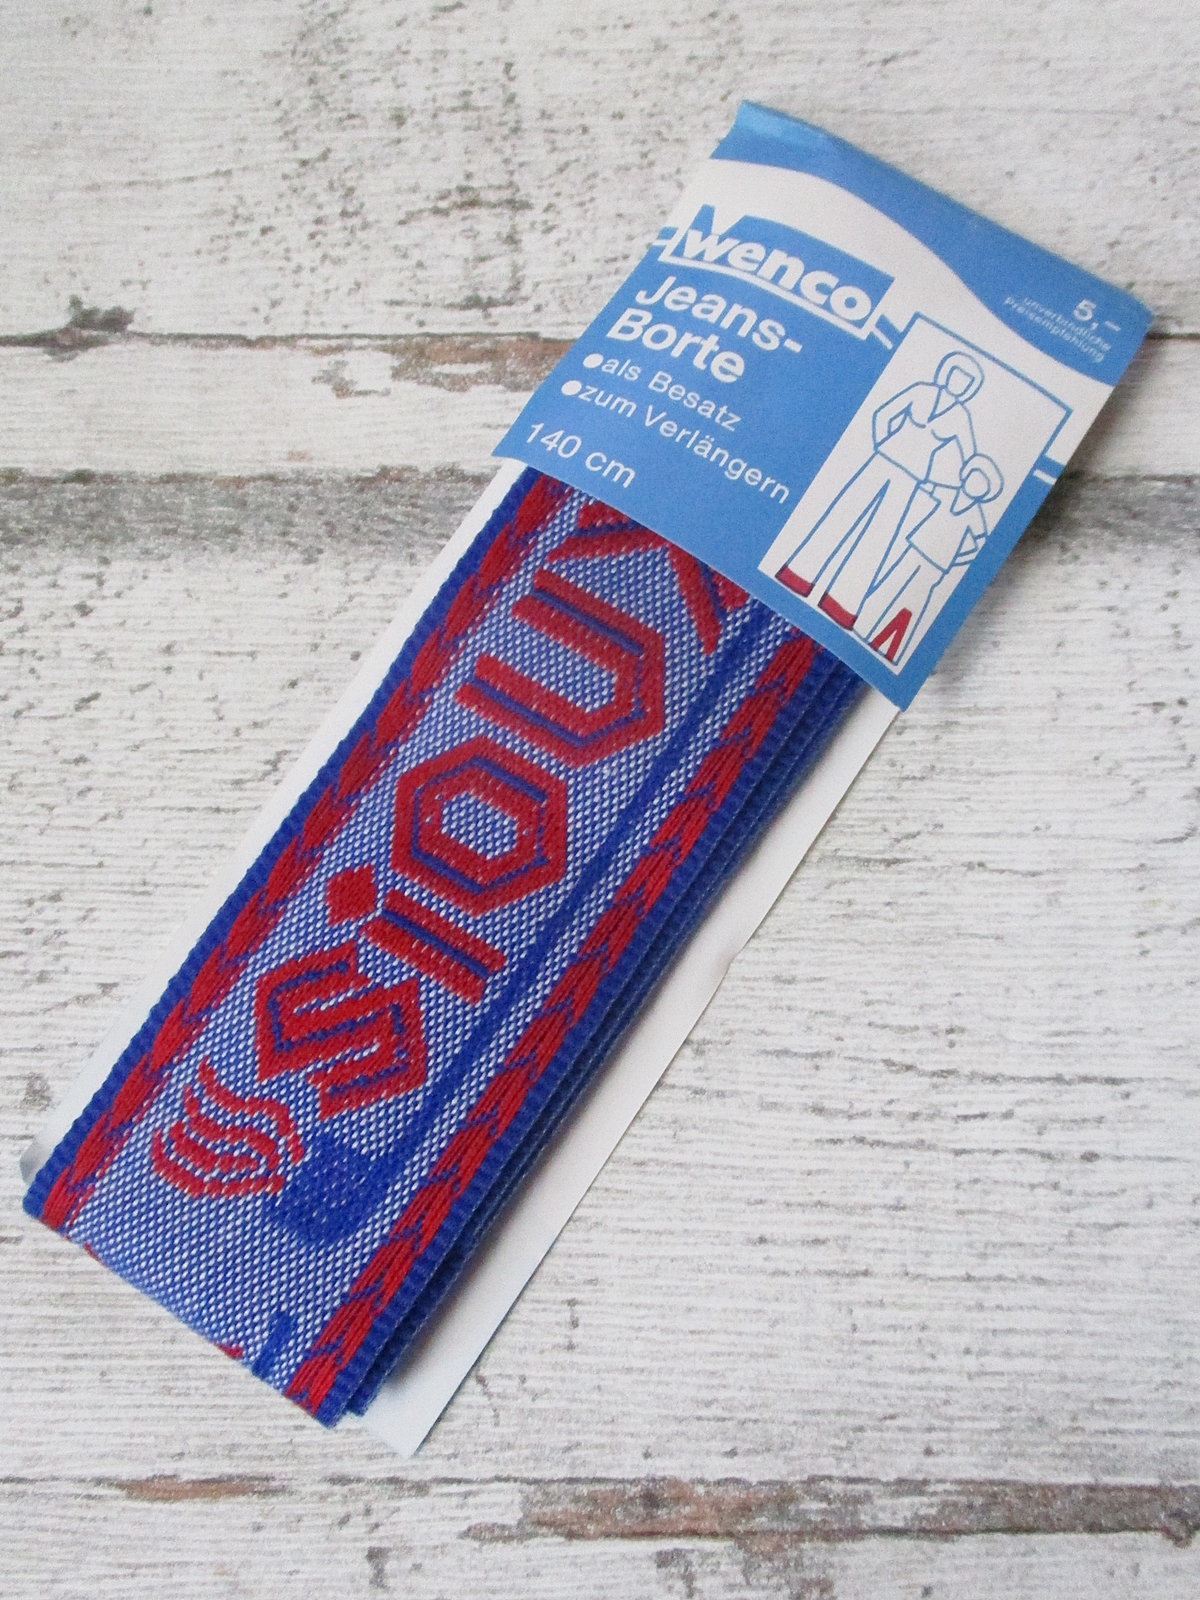 wenco
Jeans-
Borte
als Besatz
zum Verlängern
140 cm
5,–
unverbindliche
Preisempfehlung
SiOUX